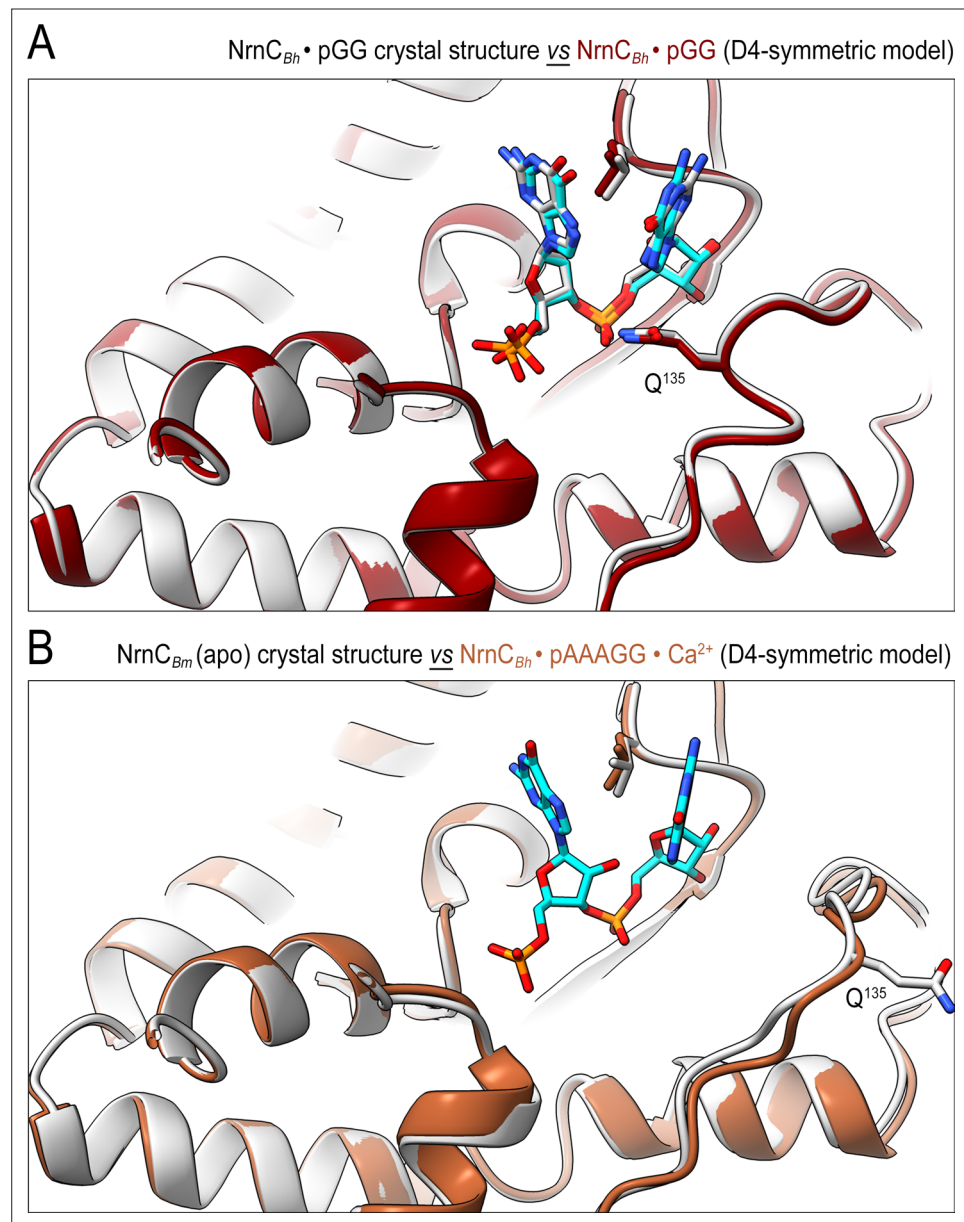 A
NrnC_Bh • pGG crystal structure vs NrnC_Bh • pGG (D4-symmetric model)
Q¹³⁵
B
NrnC_Bm (apo) crystal structure vs NrnC_Bh • pAAAGG • Ca²⁺ (D4-symmetric model)
Q¹³⁵